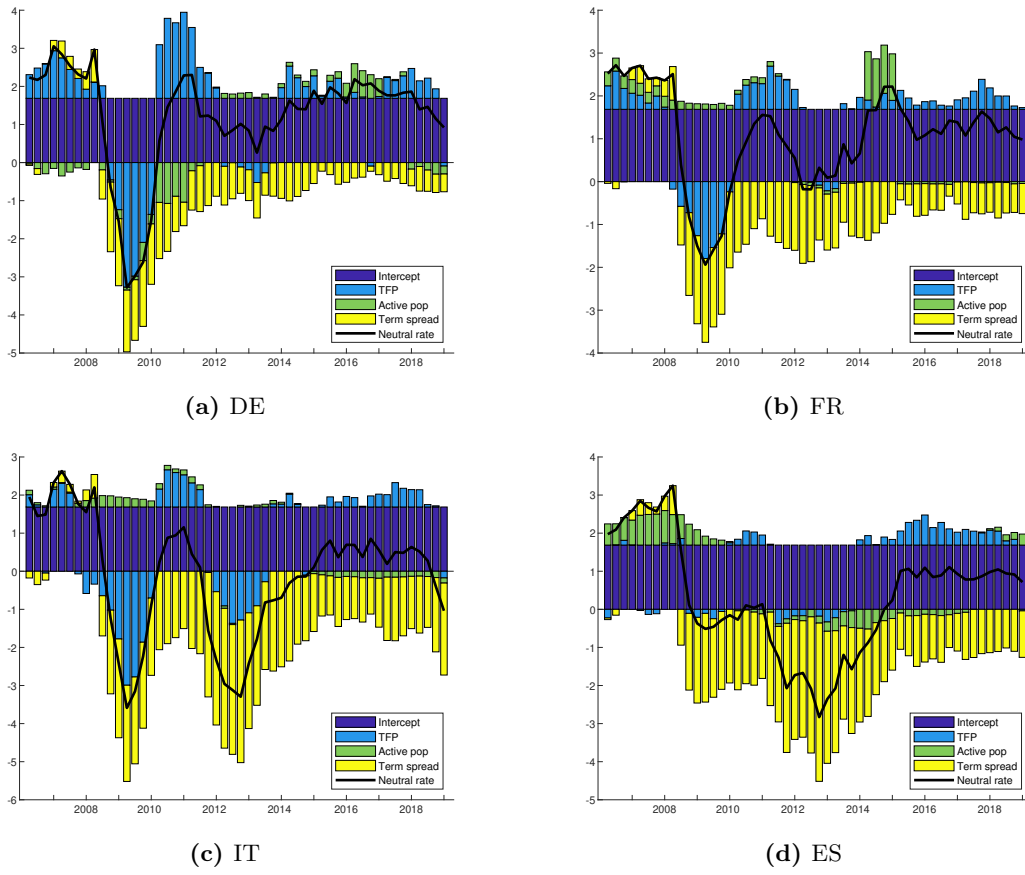 4
3
2
1
0
-1
-2
-3
-4
-5
2008 2010 2012 2014 2016 2018
Intercept
TFP
Active pop
Term spread
Neutral rate
(a) DE
4
3
2
1
0
-1
-2
-3
-4
2008 2010 2012 2014 2016 2018
Intercept
TFP
Active pop
Term spread
Neutral rate
(b) FR
3
2
1
0
-1
-2
-3
-4
-5
-6
2008 2010 2012 2014 2016 2018
Intercept
TFP
Active pop
Term spread
Neutral rate
(c) IT
4
3
2
1
0
-1
-2
-3
-4
-5
2008 2010 2012 2014 2016 2018
Intercept
TFP
Active pop
Term spread
Neutral rate
(d) ES